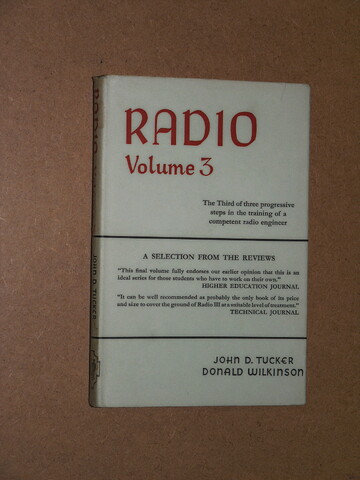 RADIO
Volume 3
The Third of three progressive
steps in the training of a
competent radio engineer
A SELECTION FROM THE REVIEWS
"This final volume fully endorses our earlier opinion that this is an
ideal series for those students who have to work on their own."
HIGHER EDUCATION JOURNAL
"It can be well recommended as probably the only book of its price
and size to cover the ground of Radio III at a suitable level of treatment."
TECHNICAL JOURNAL
JOHN D. TUCKER
DONALD WILKINSON
RADIO
JOHN D. TUCKER